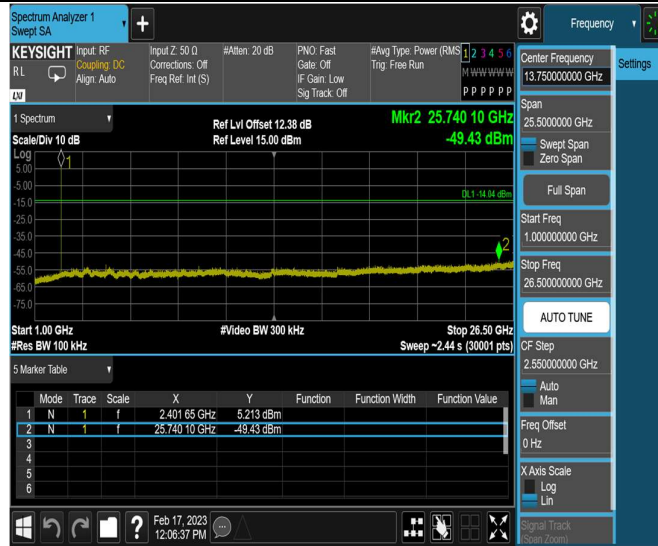 Spectrum Analyzer 1
Swept SA
Frequency
KEYSIGHT
RL
LXI
Input: RF
Coupling: DC
Align: Auto
Input Z: 50 Ω
Corrections: Off
Freq Ref: Int (S)
#Atten: 20 dB
PNO: Fast
Gate: Off
IF Gain: Low
Sig Track: Off
#Avg Type: Power (RMS
Trig: Free Run
1 2 3 4 5 6
M W W W W W
P P P P P P
1 Spectrum
Scale/Div 10 dB
Ref Lvl Offset 12.38 dB
Ref Level 15.00 dBm
Mkr2 25.740 10 GHz
-49.43 dBm
Log
5.00
-5.00
-15.0
-25.0
-35.0
-45.0
-55.0
-65.0
-75.0
1
DL1 -14.04 dBm
2
Start 1.00 GHz
#Res BW 100 kHz
#Video BW 300 kHz
Stop 26.50 GHz
Sweep ~2.44 s (30001 pts)
5 Marker Table
Mode Trace Scale X Y Function Function Width Function Value
1 N 1 f 2.401 65 GHz 5.213 dBm
2 N 1 f 25.740 10 GHz -49.43 dBm
3
4
5
6
Center Frequency
13.750000000 GHz
Settings
Span
25.5000000 GHz
Swept Span
Zero Span
Full Span
Start Freq
1.000000000 GHz
Stop Freq
26.500000000 GHz
AUTO TUNE
CF Step
2.550000000 GHz
Auto
Man
Freq Offset
0 Hz
X Axis Scale
Log
Lin
Signal Track
(Span Zoom)
?
Feb 17, 2023
12:06:37 PM